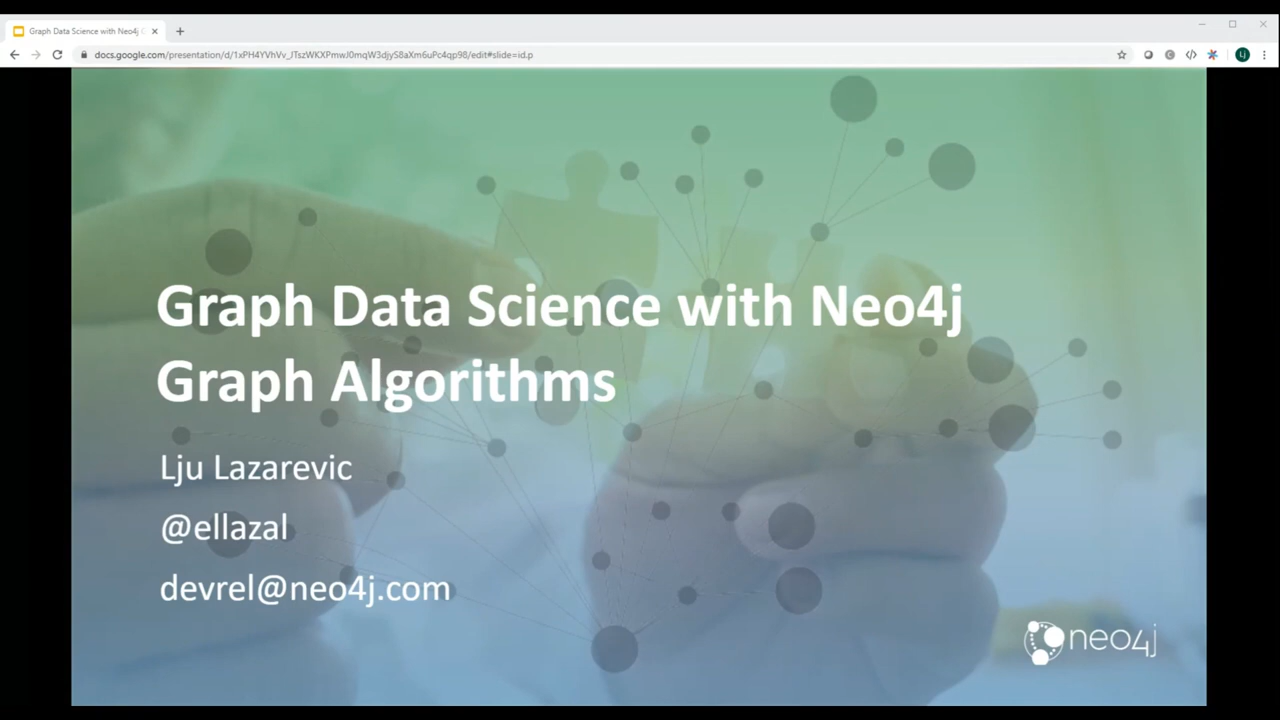 Graph Data Science with Neo4j
docs.google.com/presentation/d/1xPH4YVhVv_JTszWKXPmwJ0mqW3djyS8aXm6uPc4qp98/edit#slide=id.p
Lj
Graph Data Science with Neo4j
Graph Algorithms
Lju Lazarevic
@ellazal
devrel@neo4j.com
neo4j